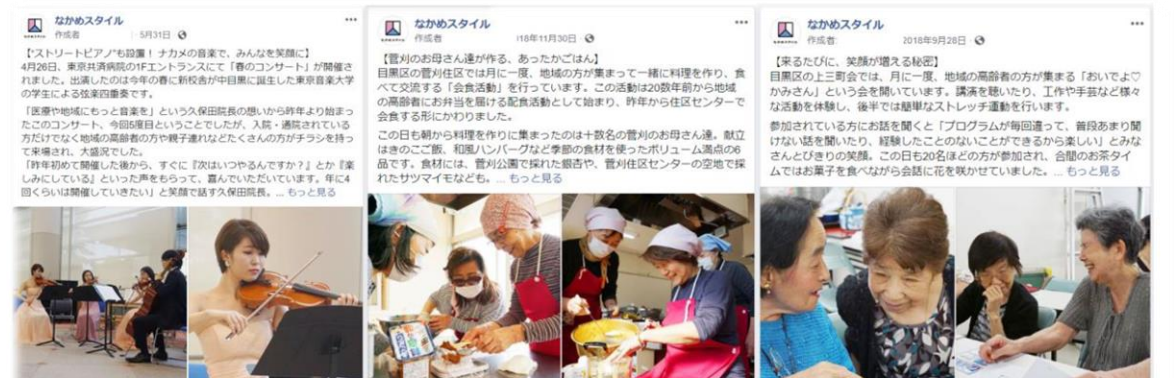 なかめスタイル
作成者
5月31日
【"ストリートピアノ"も設置! ナカメの音楽で、みんなを笑顔に】
4月26日、東京共済病院の1Fエントランスにて「春のコンサート」が開催
されました。出演したのは今年の春に新校舎が中目黒に誕生した東京音楽大学
の学生による弦楽四重奏です。
「医療や地域にもっと音楽を」という久保田院長の想いから昨年より始まっ
たこのコンサート、今回5度目ということでしたが、入院・通院されている
方だけでなく地域の高齢者の方や親子連れなどたくさんの方がチラシを持っ
て来場され、大盛況でした。
「昨年初めて開催した後から、すぐに『次はいつやるんですか?』とか『楽
しみにしている』といった声をもらって、喜んでいただいています。年に4
回くらいは開催していきたい」と笑顔で話す久保田院長。... もっと見る
なかめスタイル
作成者
18年11月30日
【菅刈のお母さん達が作る、あったかごはん】
目黒区の菅刈住区では月に一度、地域の方が集まって一緒に料理を作り、食
べて交流する「会食活動」を行っています。この活動は20数年前から地域
の高齢者にお弁当を届ける配食活動として始まり、昨年から住区センターで
会食する形にかわりました。
この日も朝から料理を作りに集まったのは十数名の菅刈のお母さん達。献立
はきのこご飯、和風ハンバーグなど季節の食材を使ったボリューム満点の6
品です。食材には、菅刈公園で採れた銀杏や、菅刈住区センターの空地で採
れたサツマイモなども。... もっと見る
なかめスタイル
作成者:
2018年9月28日
【来るたびに、笑顔が増える秘密】
目黒区の上三町会では、月に一度、地域の高齢者の方が集まる「おいでよ♡
かみさん」という会を開いています。講演を聴いたり、工作や手芸など様々
な活動を体験し、後半では簡単なストレッチ運動を行います。
参加されている方にお話を聞くと「プログラムが毎回違って、普段あまり聞
けない話を聞いたり、経験したことのないことができるから楽しい」とみな
さんとびきりの笑顔。この日も20名ほどの方が参加され、合間のお茶タイ
ムではお菓子を食べながら会話に花を咲かせていました。... もっと見る